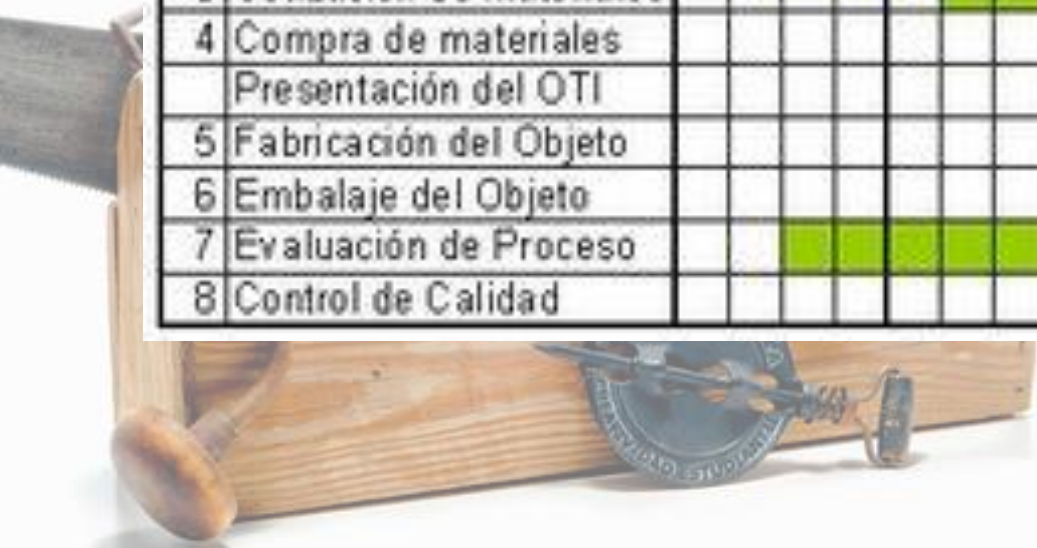 4 Compra de materiales
Presentación del OTI
5 Fabricación del Objeto
6 Embalaje del Objeto
7 Evaluación de Proceso
8 Control de Calidad